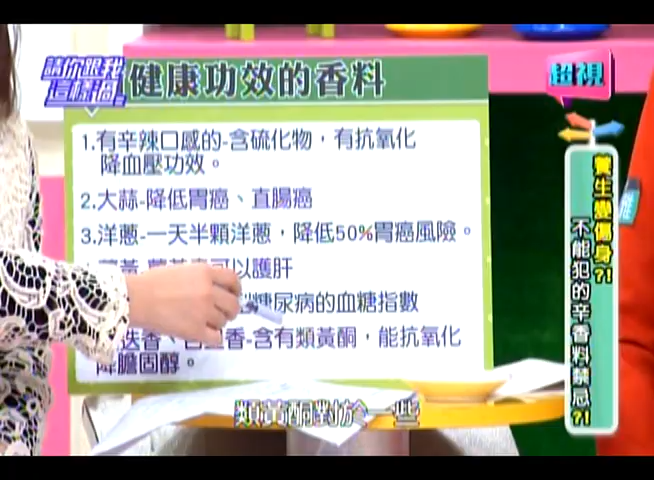 請你跟我
這樣過
健康功效的香料
超視
1.有辛辣口感的-含硫化物，有抗氧化
降血壓功效。
2.大蒜-降低胃癌、直腸癌
3.洋蔥-一天半顆洋蔥，降低50%胃癌風險。
可以護肝
糖尿病的血糖指數
迭香、
香-含有類黃酮，能抗氧化
降膽固醇。
養生變傷身?!
不能犯的辛香料禁忌?!
類黃酮對於一些